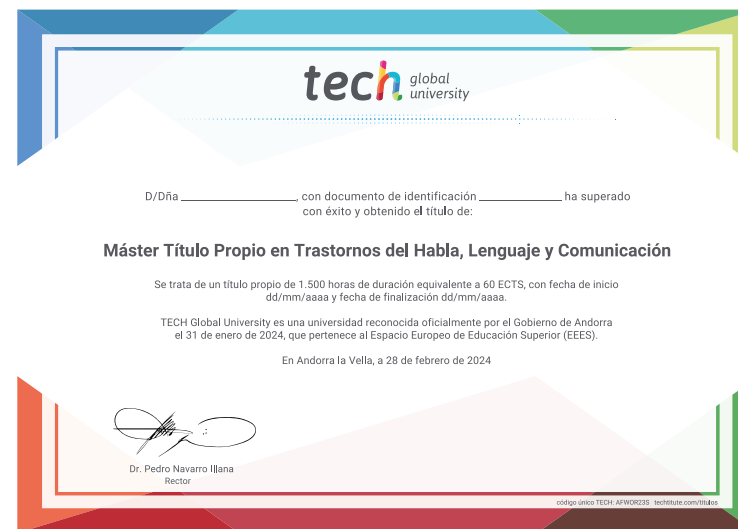 tech global
university
D/Dña ____________, con documento de identificación ____________ ha superado
con éxito y obtenido el título de:
Máster Título Propio en Trastornos del Habla, Lenguaje y Comunicación
Se trata de un título propio de 1.500 horas de duración equivalente a 60 ECTS, con fecha de inicio
dd/mm/aaaa y fecha de finalización dd/mm/aaaa.
TECH Global University es una universidad reconocida oficialmente por el Gobierno de Andorra
el 31 de enero de 2024, que pertenece al Espacio Europeo de Educación Superior (EEES).
En Andorra la Vella, a 28 de febrero de 2024
Dr. Pedro Navarro Illana
Rector
código único TECH: AFWOR23S techtitute.com/titulos